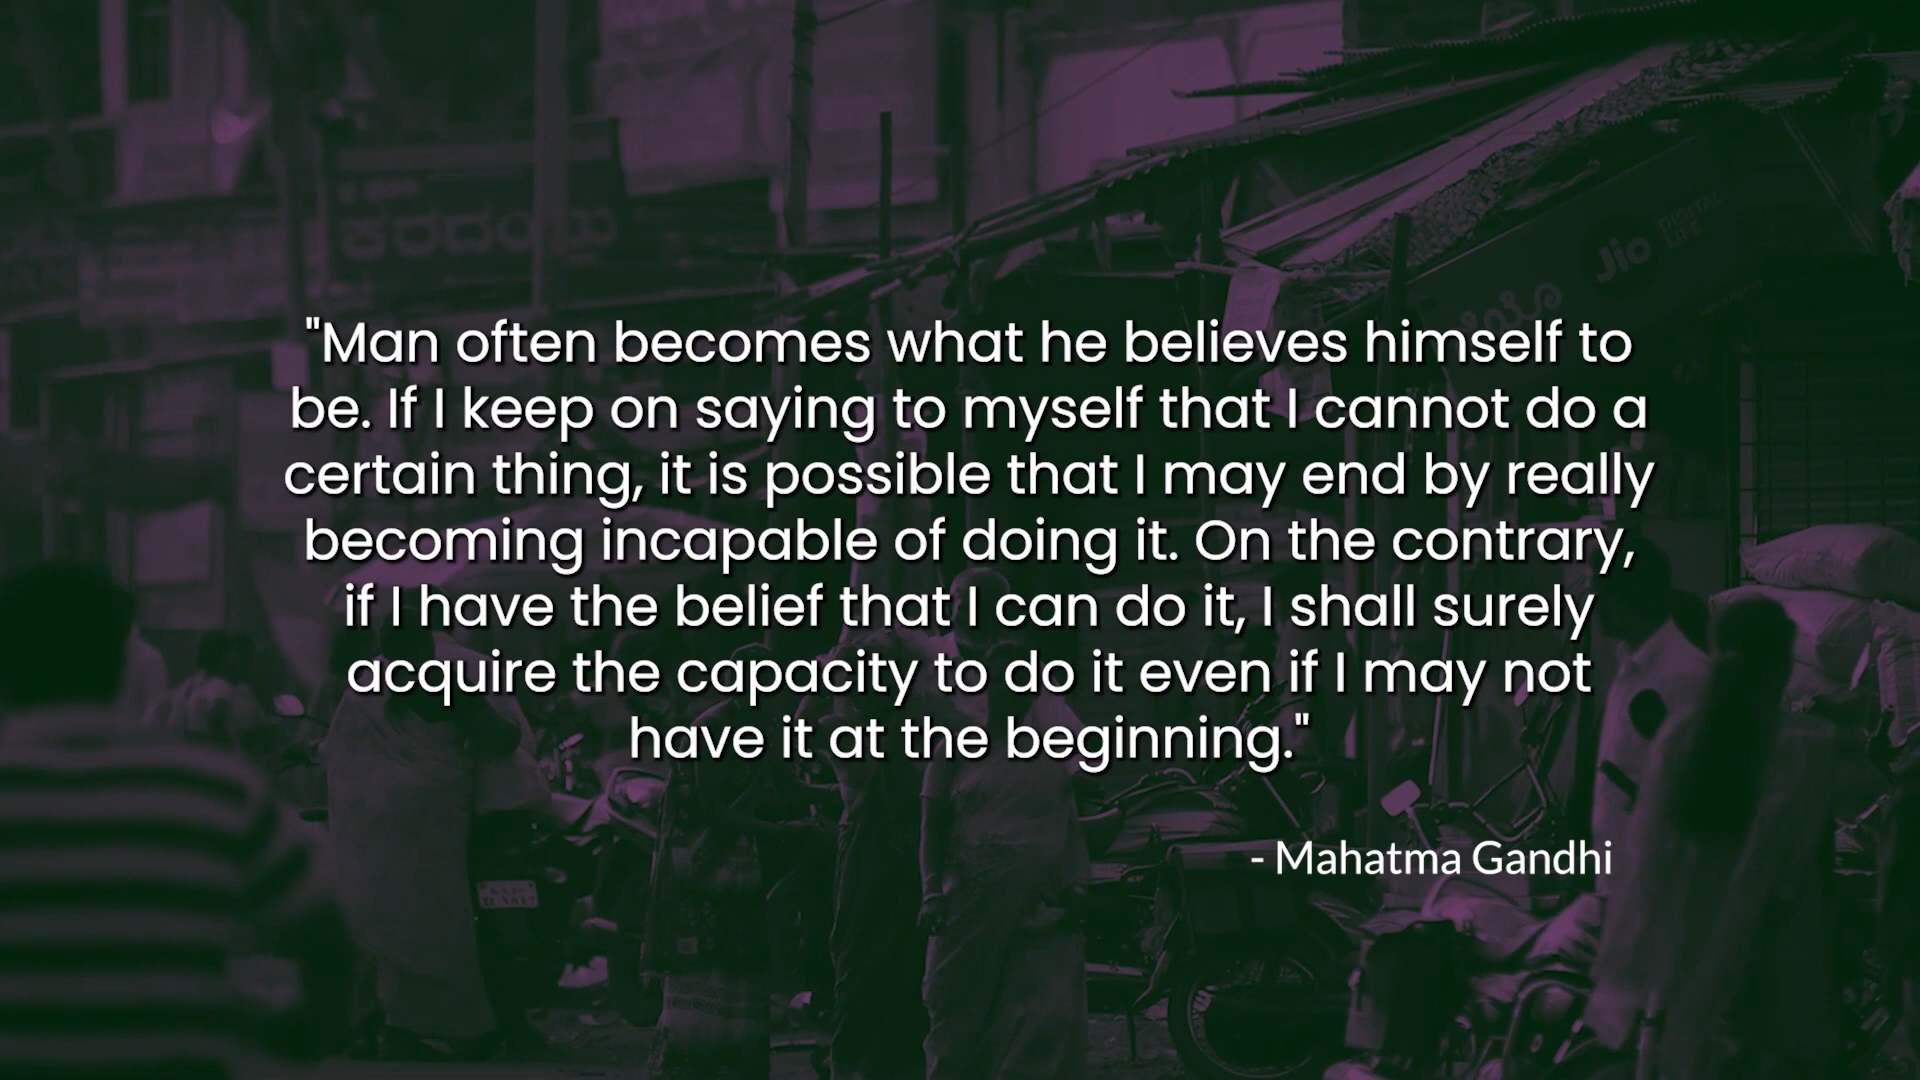 "Man often becomes what he believes himself to
be. If I keep on saying to myself that I cannot do a
certain thing, it is possible that I may end by really
becoming incapable of doing it. On the contrary,
if I have the belief that I can do it, I shall surely
acquire the capacity to do it even if I may not
have it at the beginning."
- Mahatma Gandhi
Jio
DIGITAL
LIFE